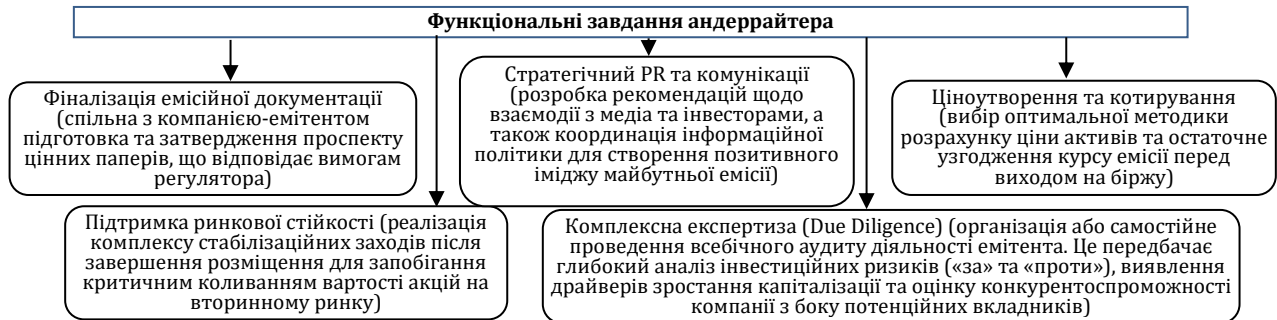 Функціональні завдання андеррайтера
Фіналізація емісійної документації
(спільна з компанією-емітентом
підготовка та затвердження проспекту
цінних паперів, що відповідає вимогам
регулятора)
Стратегічний PR та комунікації
(розробка рекомендацій щодо
взаємодії з медіа та інвесторами, а
також координація інформаційної
політики для створення позитивного
іміджу майбутньої емісії)
Ціноутворення та котирування
(вибір оптимальної методики
розрахунку ціни активів та остаточне
узгодження курсу емісії перед
виходом на біржу)
Підтримка ринкової стійкості (реалізація
комплексу стабілізаційних заходів після
завершення розміщення для запобігання
критичним коливанням вартості акцій на
вторинному ринку)
Комплексна експертиза (Due Diligence) (організація або самостійне
проведення всебічного аудиту діяльності емітента. Це передбачає
глибокий аналіз інвестиційних ризиків («за» та «проти»), виявлення
драйверів зростання капіталізації та оцінку конкурентоспроможності
компанії з боку потенційних вкладників)